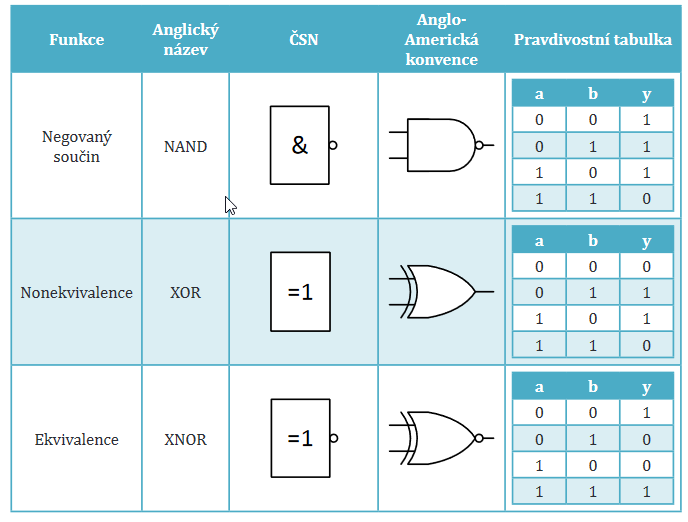 Funkce Anglický název ČSN Anglo-Americká konvence Pravdivostní tabulka
Negovaný součin NAND &
a b y
0 0 1
0 1 1
1 0 1
1 1 0
Nonekvivalence XOR =1
a b y
0 0 0
0 1 1
1 0 1
1 1 0
Ekvivalence XNOR =1
a b y
0 0 1
0 1 0
1 0 0
1 1 1